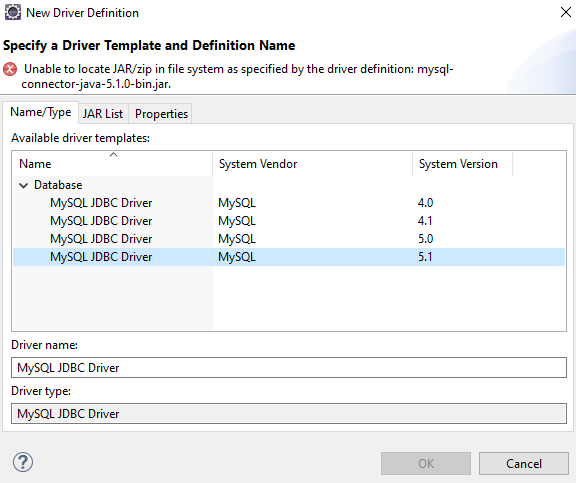 New Driver Definition
Specify a Driver Template and Definition Name
Unable to locate JAR/zip in file system as specified by the driver definition: mysql-
connector-java-5.1.0-bin.jar.
Name/Type JAR List Properties
Available driver templates:
Name System Vendor System Version
Database
MySQL JDBC Driver MySQL 4.0
MySQL JDBC Driver MySQL 4.1
MySQL JDBC Driver MySQL 5.0
MySQL JDBC Driver MySQL 5.1
Driver name:
MySQL JDBC Driver
Driver type:
MySQL JDBC Driver
? OK Cancel